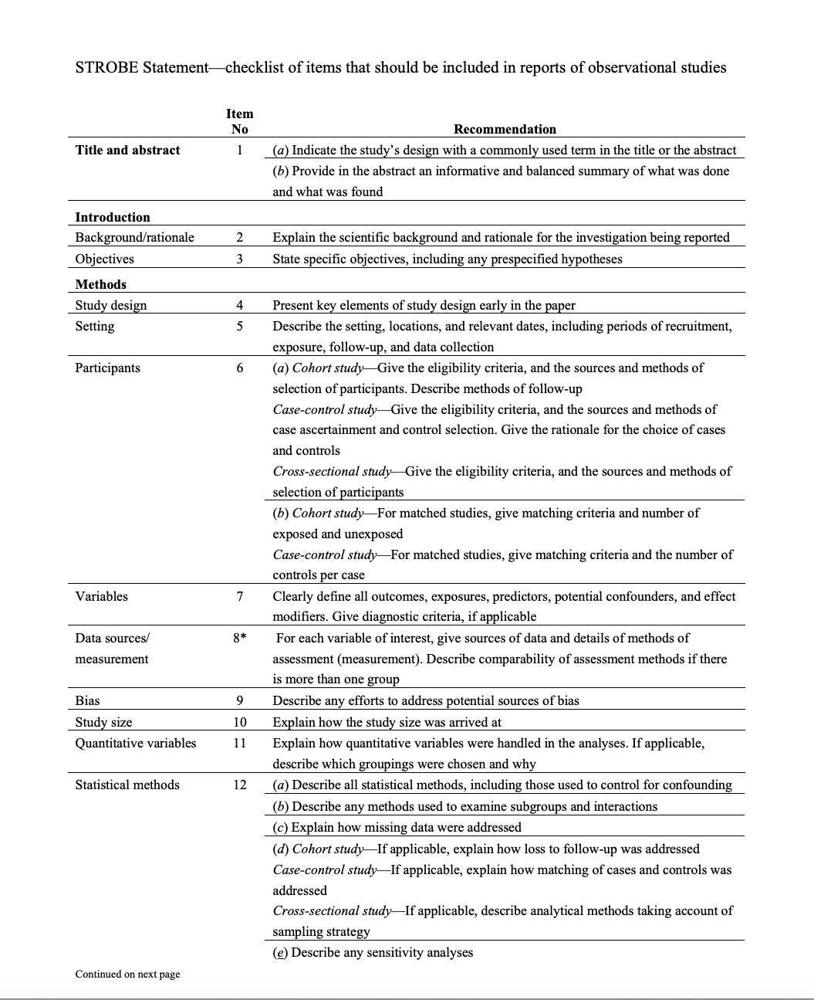 STROBE Statement—checklist of items that should be included in reports of observational studies
Item
No Recommendation
Title and abstract 1 (a) Indicate the study’s design with a commonly used term in the title or the abstract
(b) Provide in the abstract an informative and balanced summary of what was done
and what was found
Introduction
Background/rationale 2 Explain the scientific background and rationale for the investigation being reported
Objectives 3 State specific objectives, including any prespecified hypotheses
Methods
Study design 4 Present key elements of study design early in the paper
Setting 5 Describe the setting, locations, and relevant dates, including periods of recruitment,
exposure, follow-up, and data collection
Participants 6 (a) Cohort study—Give the eligibility criteria, and the sources and methods of
selection of participants. Describe methods of follow-up
Case-control study—Give the eligibility criteria, and the sources and methods of
case ascertainment and control selection. Give the rationale for the choice of cases
and controls
Cross-sectional study—Give the eligibility criteria, and the sources and methods of
selection of participants
(b) Cohort study—For matched studies, give matching criteria and number of
exposed and unexposed
Case-control study—For matched studies, give matching criteria and the number of
controls per case
Variables 7 Clearly define all outcomes, exposures, predictors, potential confounders, and effect
modifiers. Give diagnostic criteria, if applicable
Data sources/ 8* For each variable of interest, give sources of data and details of methods of
measurement assessment (measurement). Describe comparability of assessment methods if there
is more than one group
Bias 9 Describe any efforts to address potential sources of bias
Study size 10 Explain how the study size was arrived at
Quantitative variables 11 Explain how quantitative variables were handled in the analyses. If applicable,
describe which groupings were chosen and why
Statistical methods 12 (a) Describe all statistical methods, including those used to control for confounding
(b) Describe any methods used to examine subgroups and interactions
(c) Explain how missing data were addressed
(d) Cohort study—If applicable, explain how loss to follow-up was addressed
Case-control study—If applicable, explain how matching of cases and controls was
addressed
Cross-sectional study—If applicable, describe analytical methods taking account of
sampling strategy
(e) Describe any sensitivity analyses
Continued on next page